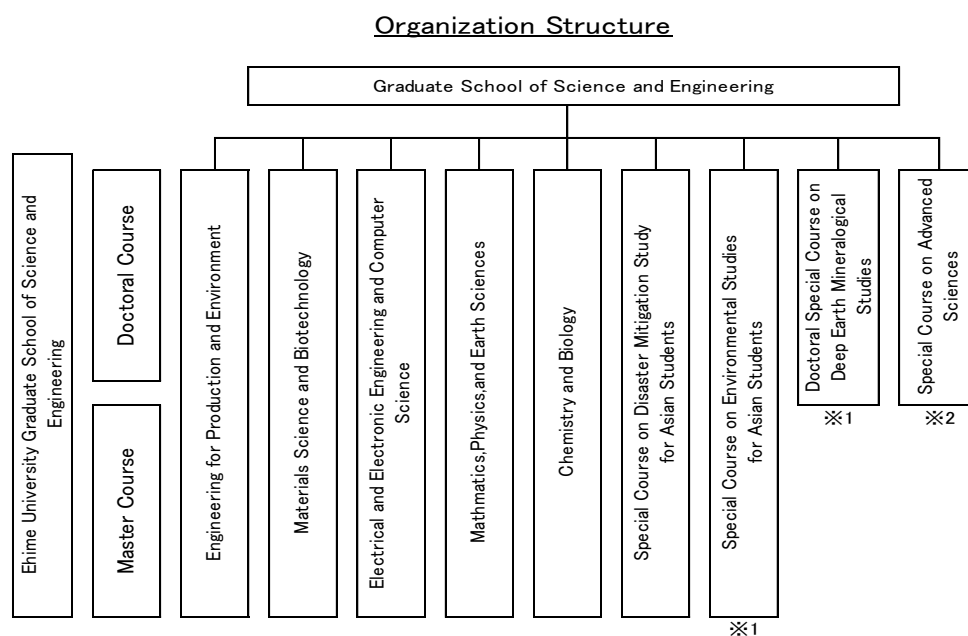 Organization Structure
Graduate School of Science and Engineering
Ehime University Graduate School of Science and
Engineering
Doctoral Course
Master Course
Engineering for Production and Environment
Materials Science and Biotechnology
Electrical and Electronic Engineering and Computer
Science
Mathmatics,Physics,and Earth Sciences
Chemistry and Biology
Special Course on Disaster Mitigation Study
for Asian Students
Special Course on Environmental Studies
for Asian Students
※1
Doctoral Special Course on
Deep Earth Mineralogical
Studies
※1
Special Course on Advanced
Sciences
※2